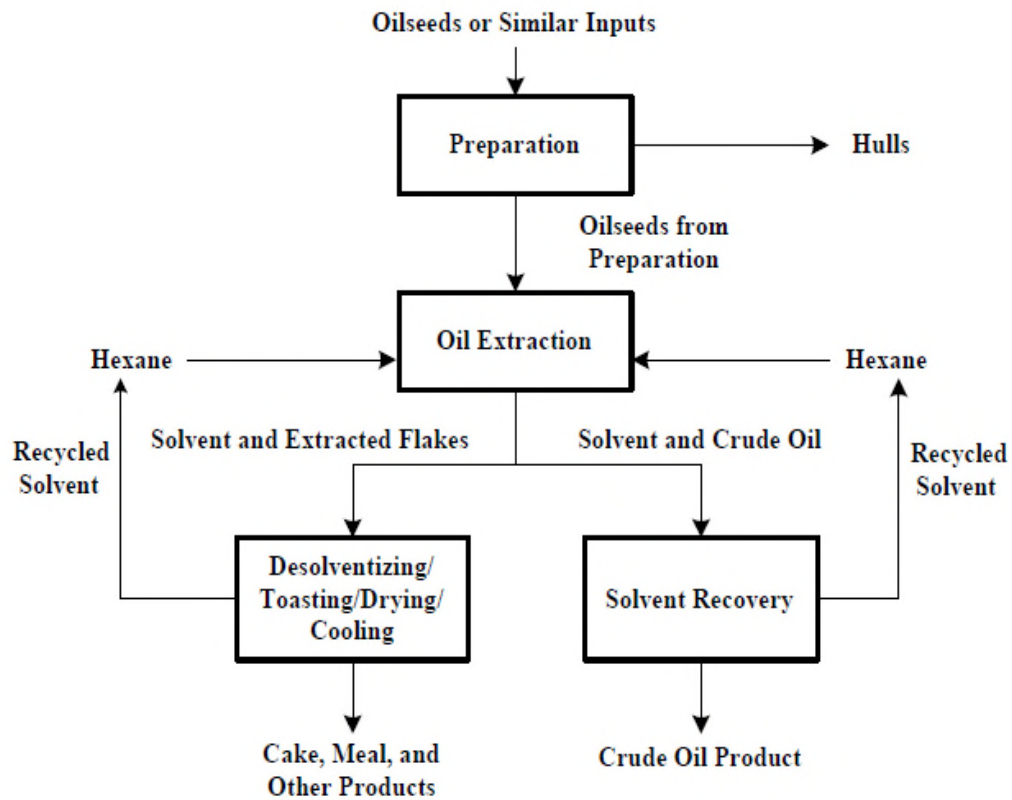 Oilseeds or Similar Inputs
Preparation
Hulls
Oilseeds from
Preparation
Oil Extraction
Hexane
Hexane
Solvent and Extracted Flakes
Solvent and Crude Oil
Recycled
Solvent
Recycled
Solvent
Desolventizing/
Toasting/Drying/
Cooling
Solvent Recovery
Cake, Meal, and
Other Products
Crude Oil Product